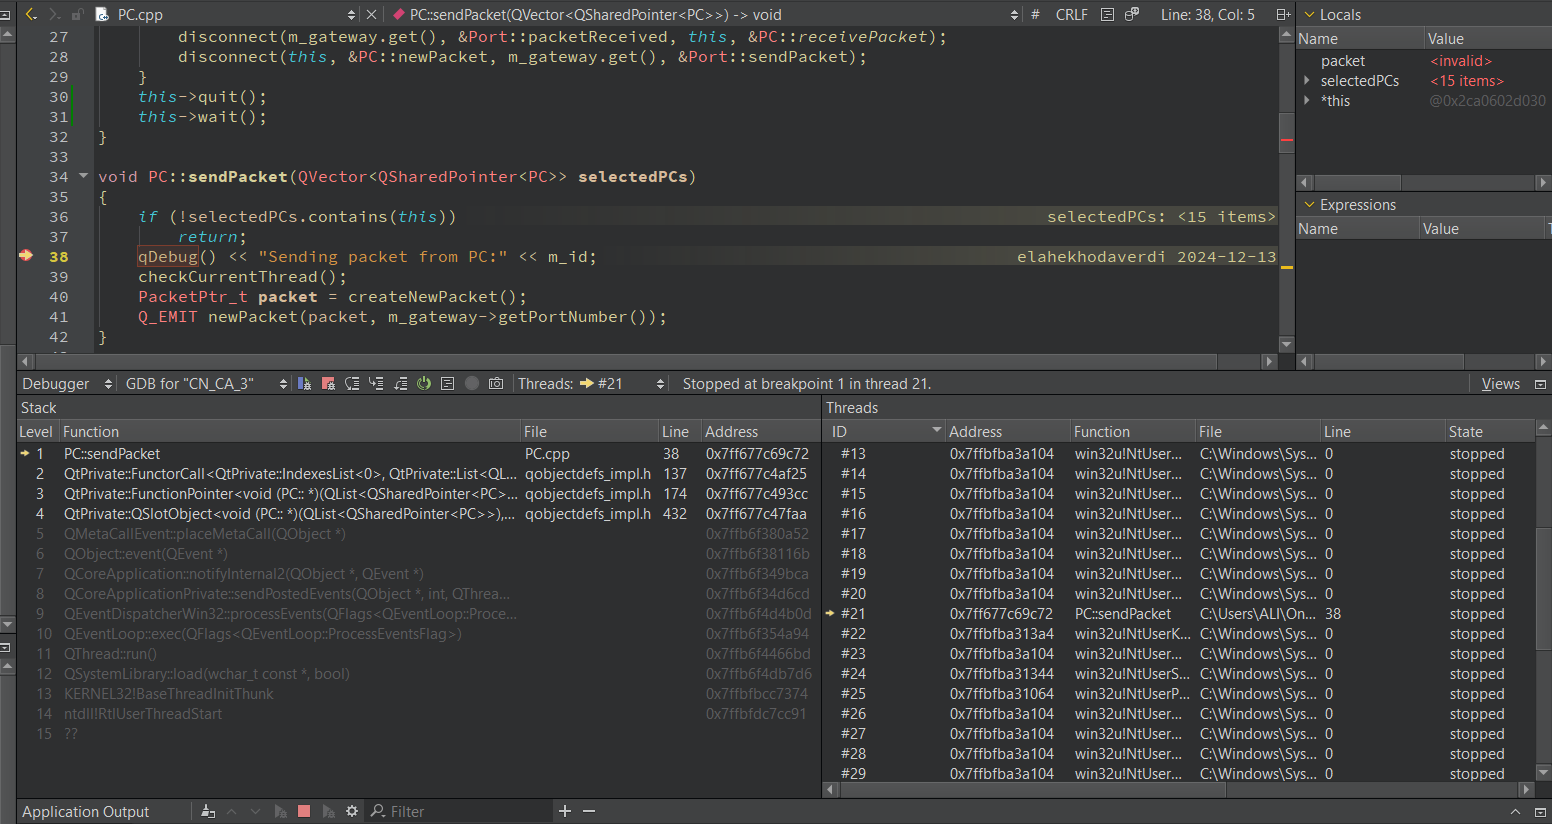 PC.cpp
PC::sendPacket(QVector<QSharedPointer<PC>>) -> void
#
CRLF
Line: 38, Col: 5
27 disconnect(m_gateway.get(), &Port::packetReceived, this, &PC::receivePacket);
28 disconnect(this, &PC::newPacket, m_gateway.get(), &Port::sendPacket);
29 }
30 this->quit();
31 this->wait();
32 }
33
34 void PC::sendPacket(QVector<QSharedPointer<PC>> selectedPCs)
35 {
36 if (!selectedPCs.contains(this)) selectedPCs: <15 items>
37 return;
38 qDebug() << "Sending packet from PC:" << m_id; elahekhodaverdi 2024-12-13
39 checkCurrentThread();
40 PacketPtr_t packet = createNewPacket();
41 Q_EMIT newPacket(packet, m_gateway->getPortNumber());
42 }
Locals
Name Value
packet <invalid>
selectedPCs <15 items>
*this @0x2ca0602d030
Expressions
Name Value
Debugger GDB for "CN_CA_3" Threads: #21 Stopped at breakpoint 1 in thread 21. Views
Stack
Level Function File Line Address
1 PC::sendPacket PC.cpp 38 0x7ff677c69c72
2 QtPrivate::FunctorCall<QtPrivate::IndexesList<0>, QtPrivate::List<QL... qobjectdefs_impl.h 137 0x7ff677c4af25
3 QtPrivate::FunctionPointer<void (PC:: *)(QList<QSharedPointer<PC>... qobjectdefs_impl.h 174 0x7ff677c493cc
4 QtPrivate::QSlotObject<void (PC:: *)(QList<QSharedPointer<PC>>),... qobjectdefs_impl.h 432 0x7ff677c47faa
5 QMetaCallEvent::placeMetaCall(QObject *) 0x7ffb6f380a52
6 QObject::event(QEvent *) 0x7ffb6f38116b
7 QCoreApplication::notifyInternal2(QObject *, QEvent *) 0x7ffb6f349bca
8 QCoreApplicationPrivate::sendPostedEvents(QObject *, int, QThrea... 0x7ffb6f34d6cd
9 QEventDispatcherWin32::processEvents(QFlags<QEventLoop::Proce... 0x7ffb6f4d4b0d
10 QEventLoop::exec(QFlags<QEventLoop::ProcessEventsFlag>) 0x7ffb6f354a94
11 QThread::run() 0x7ffb6f4466bd
12 QSystemLibrary::load(wchar_t const *, bool) 0x7ffb6f4db7d6
13 KERNEL32!BaseThreadInitThunk 0x7ffbfbcc7374
14 ntdll!RtlUserThreadStart 0x7ffbfdc7cc91
15 ??
Threads
ID Address Function File Line State
#13 0x7ffbfba3a104 win32u!NtUser... C:\Windows\Sys... 0 stopped
#14 0x7ffbfba3a104 win32u!NtUser... C:\Windows\Sys... 0 stopped
#15 0x7ffbfba3a104 win32u!NtUser... C:\Windows\Sys... 0 stopped
#16 0x7ffbfba3a104 win32u!NtUser... C:\Windows\Sys... 0 stopped
#17 0x7ffbfba3a104 win32u!NtUser... C:\Windows\Sys... 0 stopped
#18 0x7ffbfba3a104 win32u!NtUser... C:\Windows\Sys... 0 stopped
#19 0x7ffbfba3a104 win32u!NtUser... C:\Windows\Sys... 0 stopped
#20 0x7ffbfba3a104 win32u!NtUser... C:\Windows\Sys... 0 stopped
#21 0x7ff677c69c72 PC::sendPacket C:\Users\ALI\On... 38 stopped
#22 0x7ffbfba313a4 win32u!NtUserK... C:\Windows\Sys... 0 stopped
#23 0x7ffbfba3a104 win32u!NtUser... C:\Windows\Sys... 0 stopped
#24 0x7ffbfba31344 win32u!NtUserS... C:\Windows\Sys... 0 stopped
#25 0x7ffbfba31064 win32u!NtUserP... C:\Windows\Sys... 0 stopped
#26 0x7ffbfba3a104 win32u!NtUser... C:\Windows\Sys... 0 stopped
#27 0x7ffbfba3a104 win32u!NtUser... C:\Windows\Sys... 0 stopped
#28 0x7ffbfba3a104 win32u!NtUser... C:\Windows\Sys... 0 stopped
#29 0x7ffbfba3a104 win32u!NtUser... C:\Windows\Sys... 0 stopped
Application Output Filter